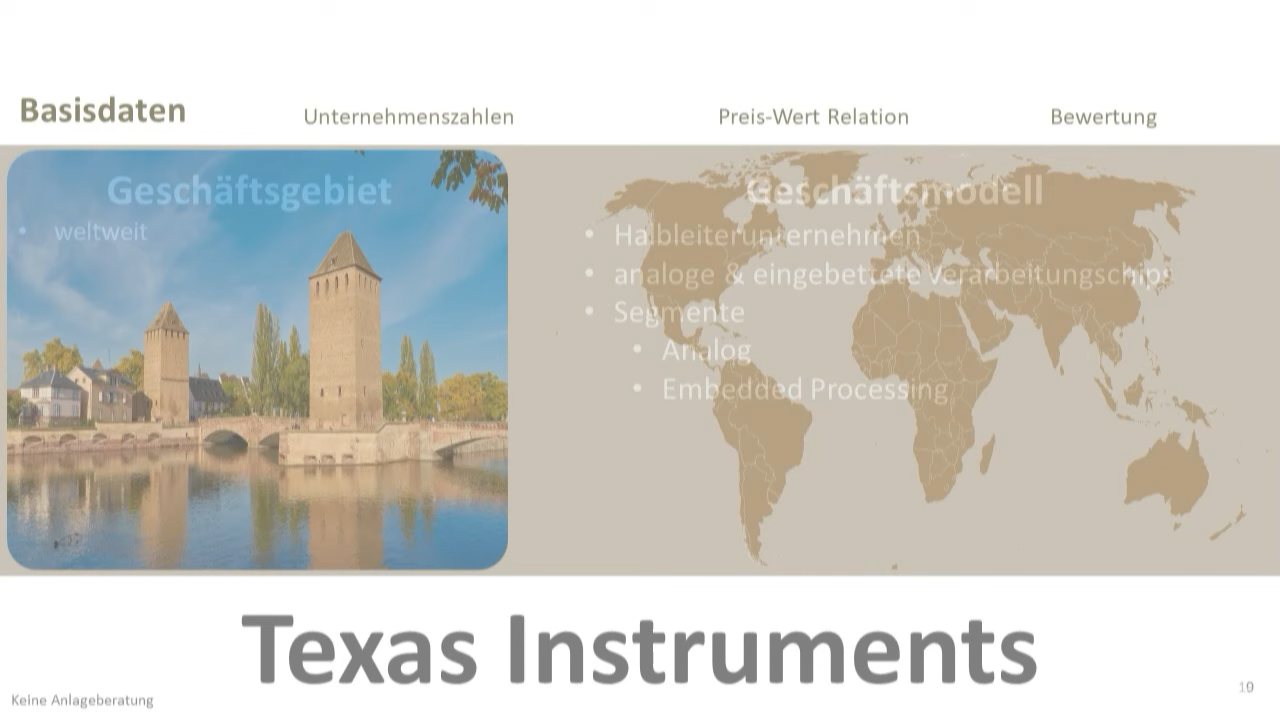 Basisdaten
Unternehmenszahlen
Preis-Wert Relation
Bewertung
Geschäftsgebiet
• weltweit
Geschäftsmodell
• Halbleiterunternehmen
• analoge & eingebettete Verarbeitungschips
• Segmente
• Analog
• Embedded Processing
Texas Instruments
Keine Anlageberatung
19